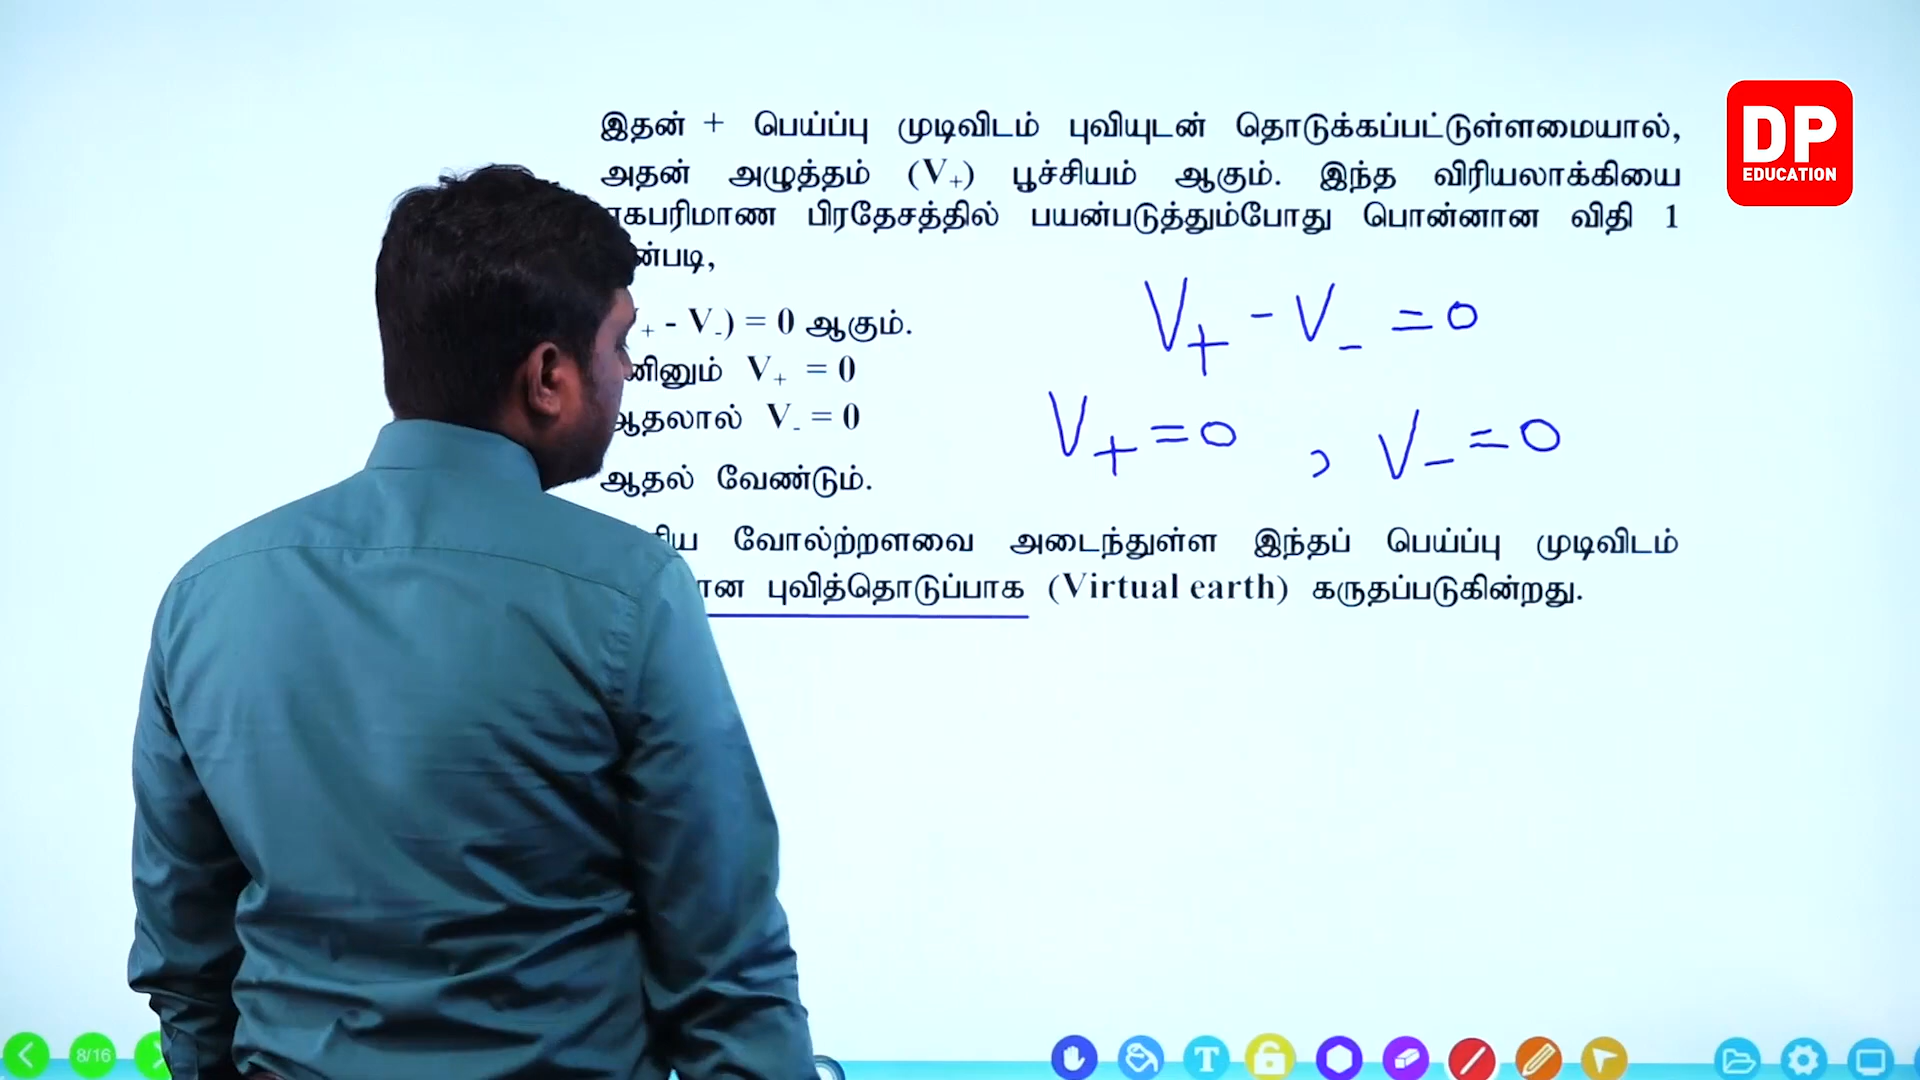 இதன் + பெய்ப்பு முடிவிடம் புவியுடன் தொடுக்கப்பட்டுள்ளமையால்,
அதன் அழுத்தம் (V₊) பூச்சியம் ஆகும். இந்த விரியலாக்கியை
பிரதேசத்தில் பயன்படுத்தும்போது பொன்னான விதி 1
- V₋) = 0 ஆகும்.
V₊ = 0
ஆதலால் V₋ = 0
ஆதல் வேண்டும்.
வோல்ற்றளவை அடைந்துள்ள இந்தப் பெய்ப்பு முடிவிடம்
புவித்தொடுப்பாக (Virtual earth) கருதப்படுகின்றது.
V₊ - V₋ = 0
V₊ = 0 , V₋ = 0
DP
EDUCATION
8/16
T